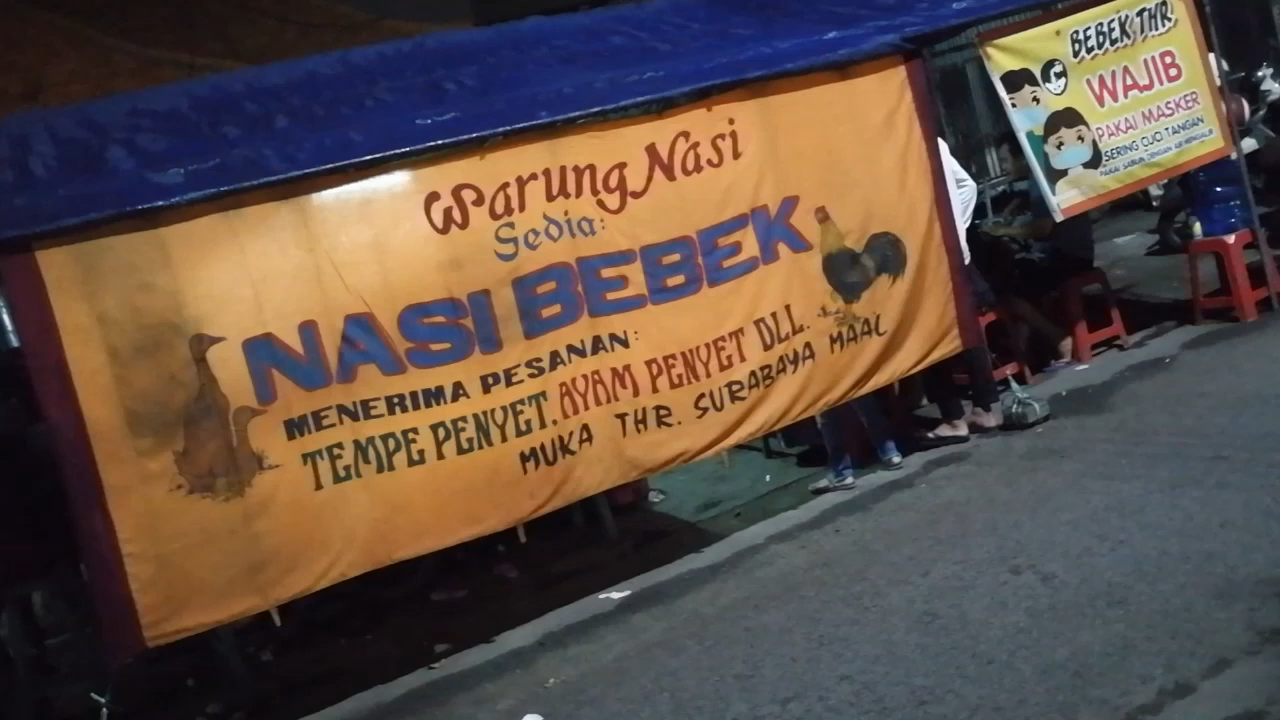 Warung Nasi
Sedia:
NASI BEBEK
MENERIMA PESANAN:
TEMPE PENYET. AYAM PENYET DLL.
MUKA THR. SURABAYA MAAL
BEBEK THR
WAJIB
PAKAI MASKER
SERING CUCI TANGAN
PAKAI SABUN DENGAN AIR MENGALIR